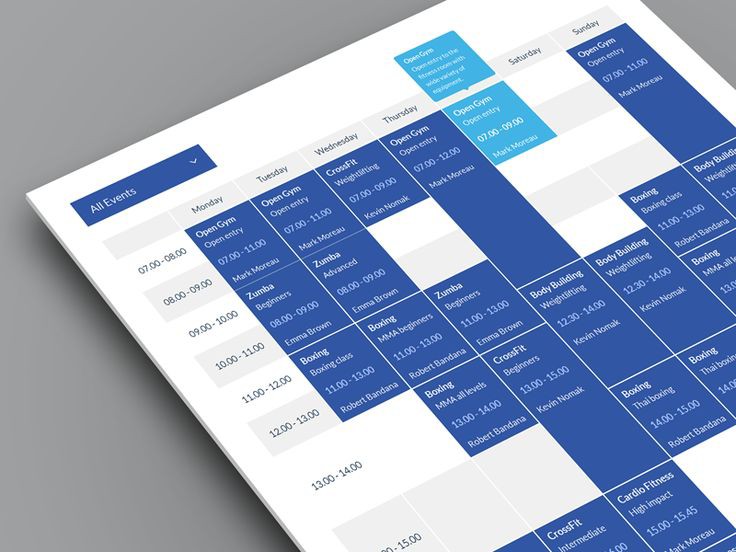 All Events
Monday
Tuesday
Wednesday
Thursday
Saturday
Sunday
07.00 - 08.00
08.00 - 09.00
09.00 - 10.00
10.00 - 11.00
11.00 - 12.00
12.00 - 13.00
13.00 - 14.00
15.00
Open Gym
Open entry
07.00 - 11.00
Mark Moreau
Zumba
Beginners
08.00 - 09.00
Emma Brown
Boxing
Boxing class
11.00 - 13.00
Robert Bandana
Open Gym
Open entry
07.00 - 11.00
Mark Moreau
Zumba
Advanced
08.00 - 09.00
Emma Brown
Boxing
MMA beginners
11.00 - 13.00
Robert Bandana
Boxing
MMA all levels
13.00 - 14.00
Robert Bandana
CrossFit
Weightlifting
07.00 - 09.00
Kevin Nomak
Zumba
Beginners
11.00 - 13.00
Emma Brown
CrossFit
Beginners
13.00 - 15.00
Kevin Nomak
CrossFit
Intermediate
Open Gym
Open entry
07.00 - 12.00
Mark Moreau
Body Building
Weightlifting
12.30 - 14.00
Kevin Nomak
Cardio Fitness
High impact
15.00 - 15.45
Mark Moreau
Open Gym
Open entry to the
fitness room with
wide variety of
equipment.
Open Gym
Open entry
07.00 - 09.00
Mark Moreau
Body Building
Weightlifting
12.30 - 14.00
Kevin Nomak
Boxing
Thai boxing
14.00 - 15.00
Robert Bandana
Boxing
Boxing class
11.00 - 13.00
Robert Bandana
Boxing
Thai boxing
14.00
Robert
Open Gym
Open entry
07.00 - 11.00
Mark Moreau
Body Building
Weightlifting
11.00 - 13
Kevin Nomak
Boxing
MMA all levels
13.0